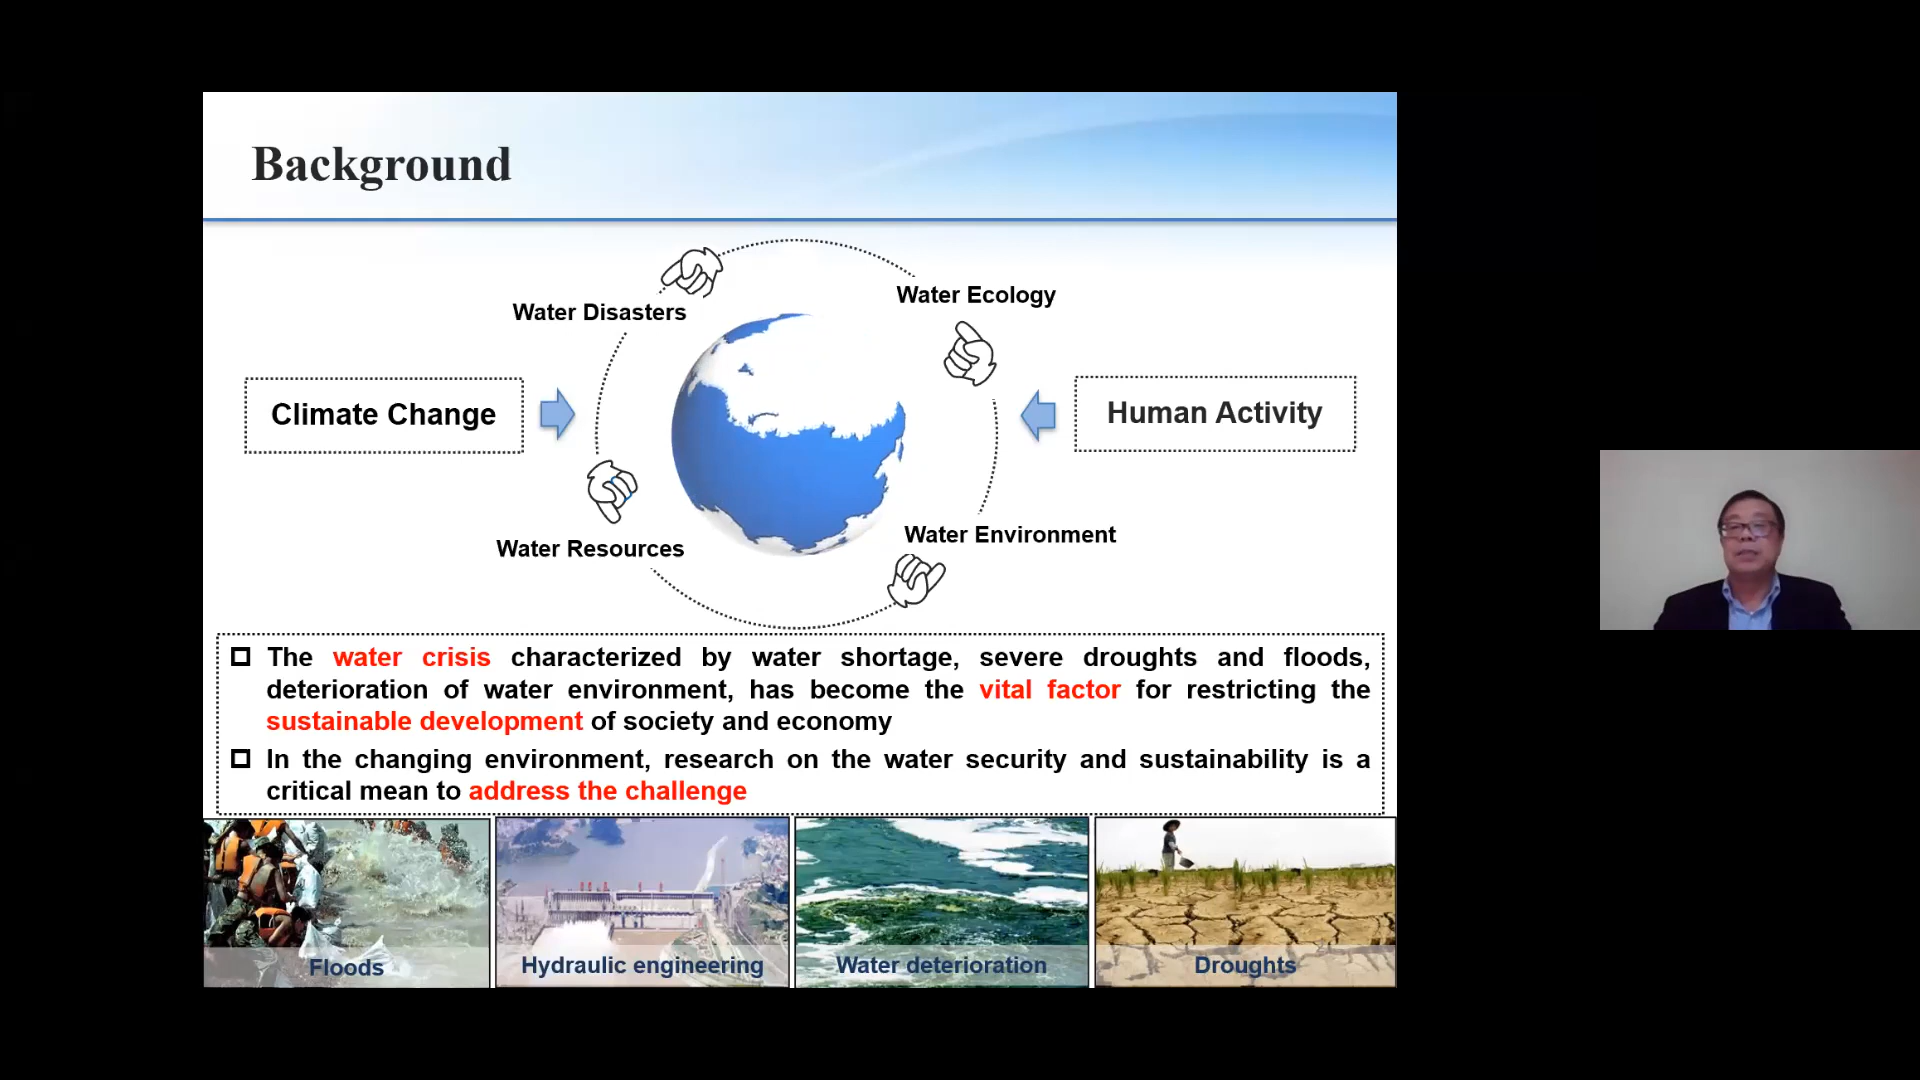 Background
Water Disasters
Water Ecology
Climate Change
Human Activity
Water Resources
Water Environment
The water crisis characterized by water shortage, severe droughts and floods,
deterioration of water environment, has become the vital factor for restricting the
sustainable development of society and economy
In the changing environment, research on the water security and sustainability is a
critical mean to address the challenge
Floods
Hydraulic engineering
Water deterioration
Droughts